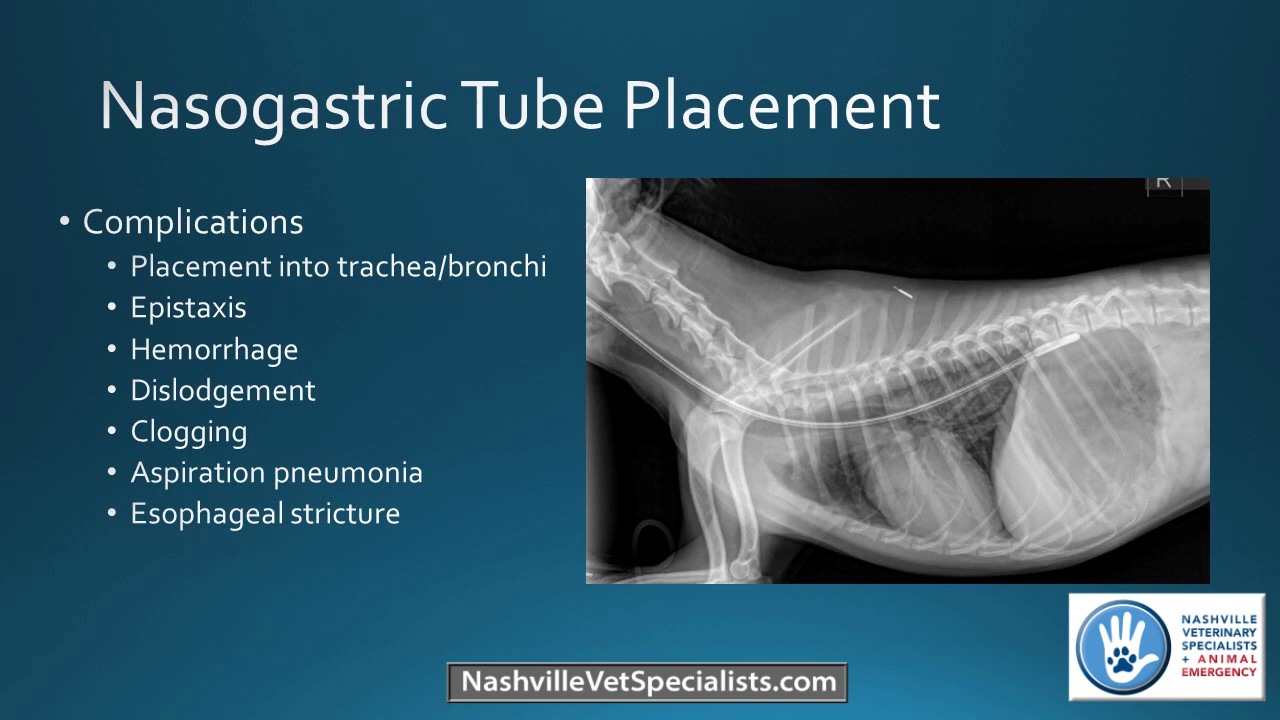 Nasogastric Tube Placement
• Complications
• Placement into trachea/bronchi
• Epistaxis
• Hemorrhage
• Dislodgement
• Clogging
• Aspiration pneumonia
• Esophageal stricture
R
NASHVILLE
VETERINARY
SPECIALISTS
+ ANIMAL
EMERGENCY
NashvilleVetSpecialists.com